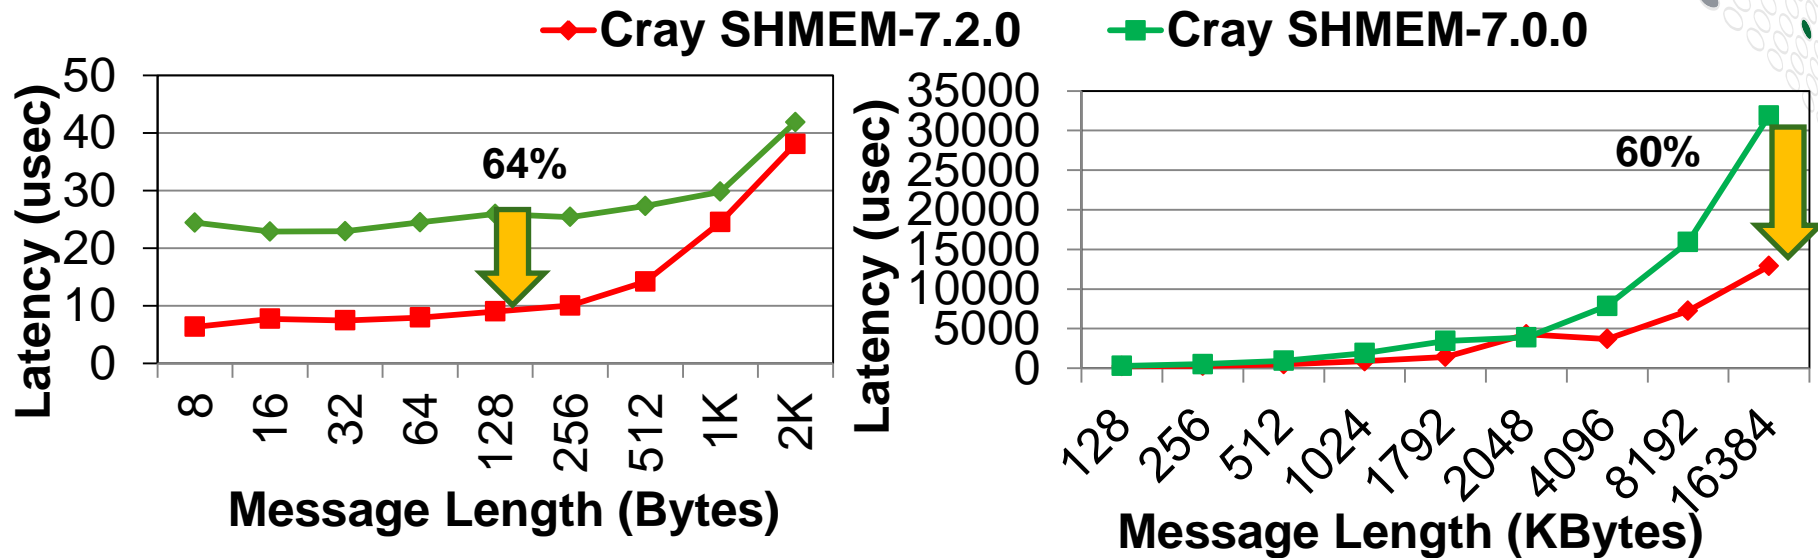 Cray SHMEM-7.2.0 Cray SHMEM-7.0.0
Latency (usec)
50
40
30
20
10
0
64%
8 16 32 64 128 256 512 1K 2K
Message Length (Bytes)
Latency (usec)
35000
30000
25000
20000
15000
10000
5000
0
60%
128 256 512 1024 1792 2048 4096 8192 16384
Message Length (KBytes)